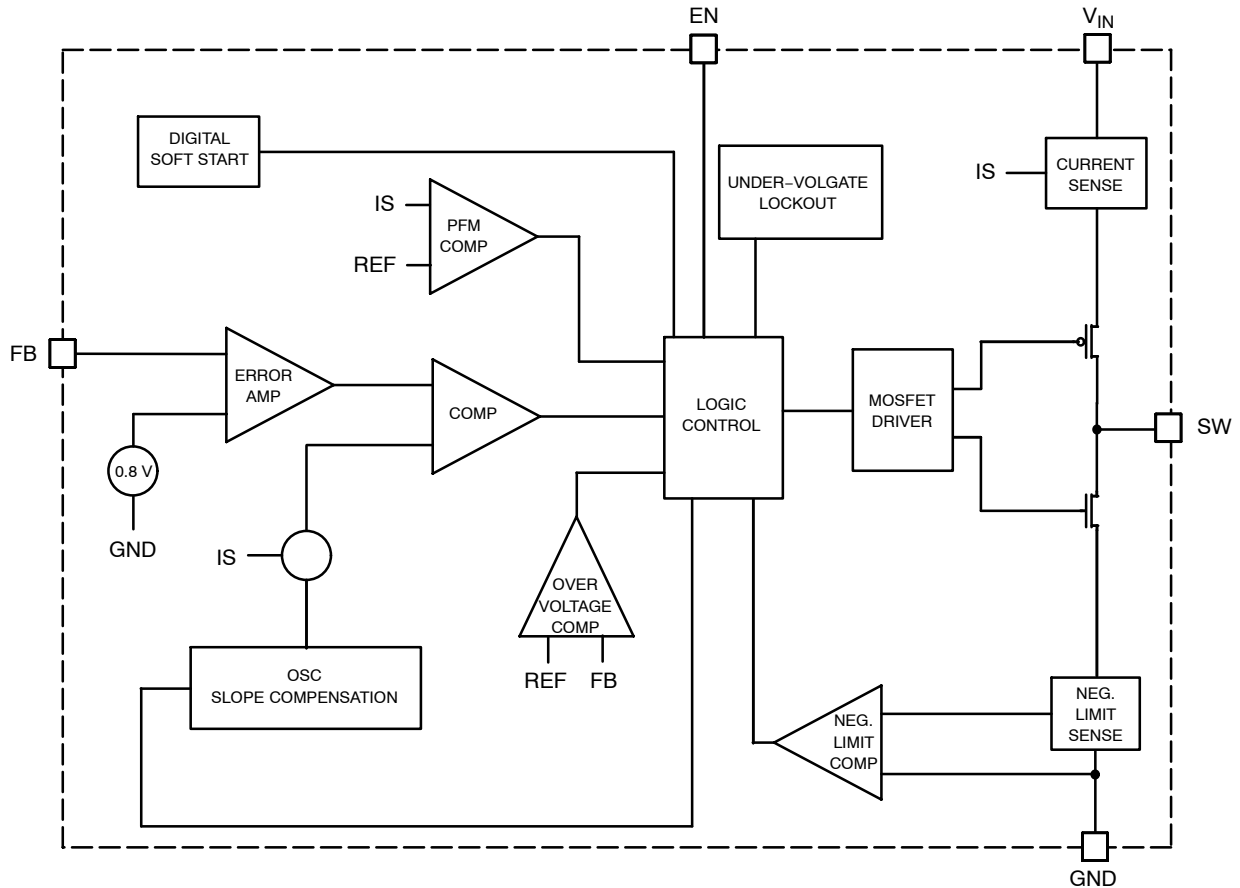 EN
VIN
DIGITAL
SOFT START
IS
PFM
COMP
REF
UNDER−VOLGATE
LOCKOUT
IS
CURRENT
SENSE
FB
ERROR
AMP
COMP
LOGIC
CONTROL
MOSFET
DRIVER
SW
0.8 V
GND
IS
OVER
VOLTAGE
COMP
REF
FB
OSC
SLOPE COMPENSATION
NEG.
LIMIT
COMP
NEG.
LIMIT
SENSE
GND